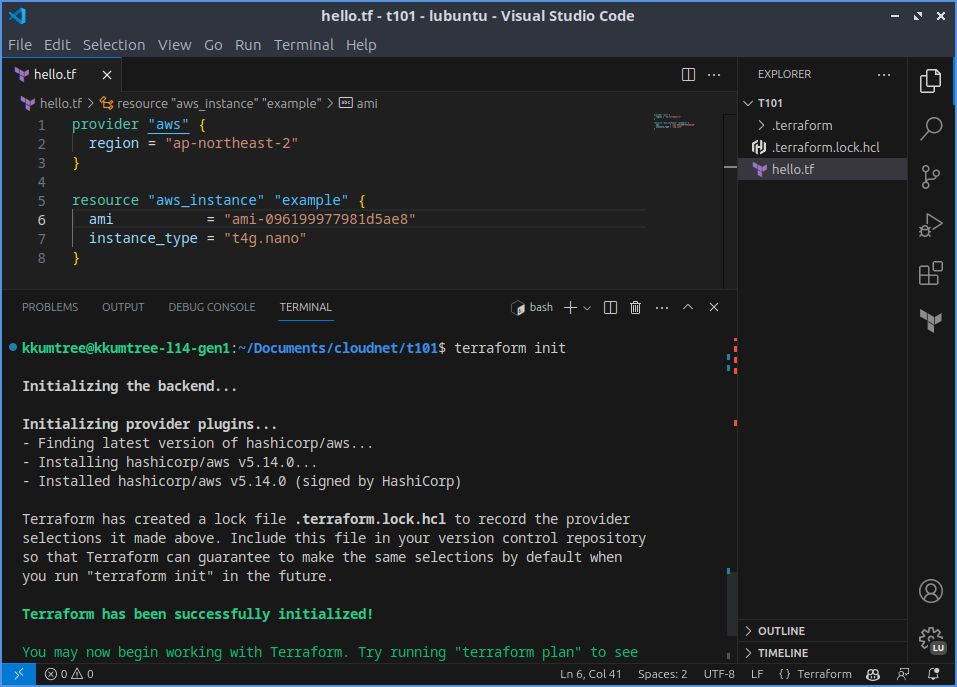 hello.tf - t101 - lubuntu - Visual Studio Code
File Edit Selection View Go Run Terminal Help
hello.tf
hello.tf > resource "aws_instance" "example" > abc ami
1 provider "aws" {
2 region = "ap-northeast-2"
3 }
4
5 resource "aws_instance" "example" {
6 ami = "ami-096199977981d5ae8"
7 instance_type = "t4g.nano"
8 }
EXPLORER
T101
.terraform
.terraform.lock.hcl
hello.tf
PROBLEMS OUTPUT DEBUG CONSOLE TERMINAL bash
kkumtree@kkumtree-l14-gen1:~/Documents/cloudnet/t101$ terraform init
Initializing the backend...
Initializing provider plugins...
- Finding latest version of hashicorp/aws...
- Installing hashicorp/aws v5.14.0...
- Installed hashicorp/aws v5.14.0 (signed by HashiCorp)
Terraform has created a lock file .terraform.lock.hcl to record the provider
selections it made above. Include this file in your version control repository
so that Terraform can guarantee to make the same selections by default when
you run "terraform init" in the future.
Terraform has been successfully initialized!
You may now begin working with Terraform. Try running "terraform plan" to see
OUTLINE
TIMELINE
LU
0 0 Ln 6, Col 41 Spaces: 2 UTF-8 LF {} Terraform